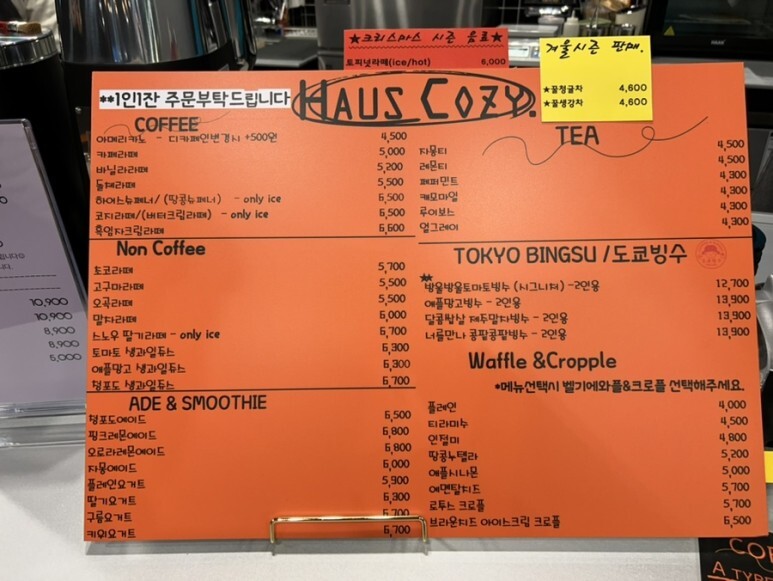 ★크리스마스 시즌 음료★
토피넛라떼(ice/hot) 6,000
겨울시즌 판매.
★꿀청귤차 4,600
★꿀생강차 4,600
**1인1잔 주문부탁드립니다
HAUS COZY.
COFFEE
아메리카노 - 디카페인변경시 +500원 4,500
카페라떼 5,000
바닐라라떼 5,200
돌체라떼 5,500
하이스뉴페너/ (땅콩뉴페너) - only ice 6,500
코지라떼/(버터크림라떼) - only ice 6,500
흑임자크림라떼 6,600
Non Coffee
초코라떼 5,700
고구마라떼 5,500
오곡라떼 5,500
말차라떼
스노우 딸기라떼 - only ice 6,700
토마토 생과일쥬스 6,300
애플망고 생과일쥬스 6,300
청포도 생과일쥬스 6,700
ADE & SMOOTHIE
청포도에이드 6,500
핑크레몬에이드 6,800
오로라레몬에이드 6,800
자몽에이드 6,000
플레인요거트 5,900
딸기요거트 6,300
구름요거트 6,700
키위요거트 6,700
TEA
자몽티 4,500
레몬티 4,500
페퍼민트 4,300
캐모마일 4,300
루이보스 4,300
얼그레이 4,300
TOKYO BINGSU /도쿄빙수
★★
방울방울토마토빙수 (시그니처) -2인용 12,700
애플망고빙수 - 2인용 13,900
달콤팥살 제주말차빙수 - 2인용 13,900
너를만나 콩팥콩팥빙수 - 2인용 13,900
Waffle &Cropple
*메뉴선택시 벨기에와플&크로플 선택해주세요.
플레인 4,000
티라미수 4,500
인절미 4,800
땅콩누텔라 5,200
애플시나몬 5,000
에멘탈치즈 5,700
로투스 크로플 5,700
브라운치즈 아이스크림 크로플 6,500
10,900
10,900
8,900
8,900
6,000
A TYP